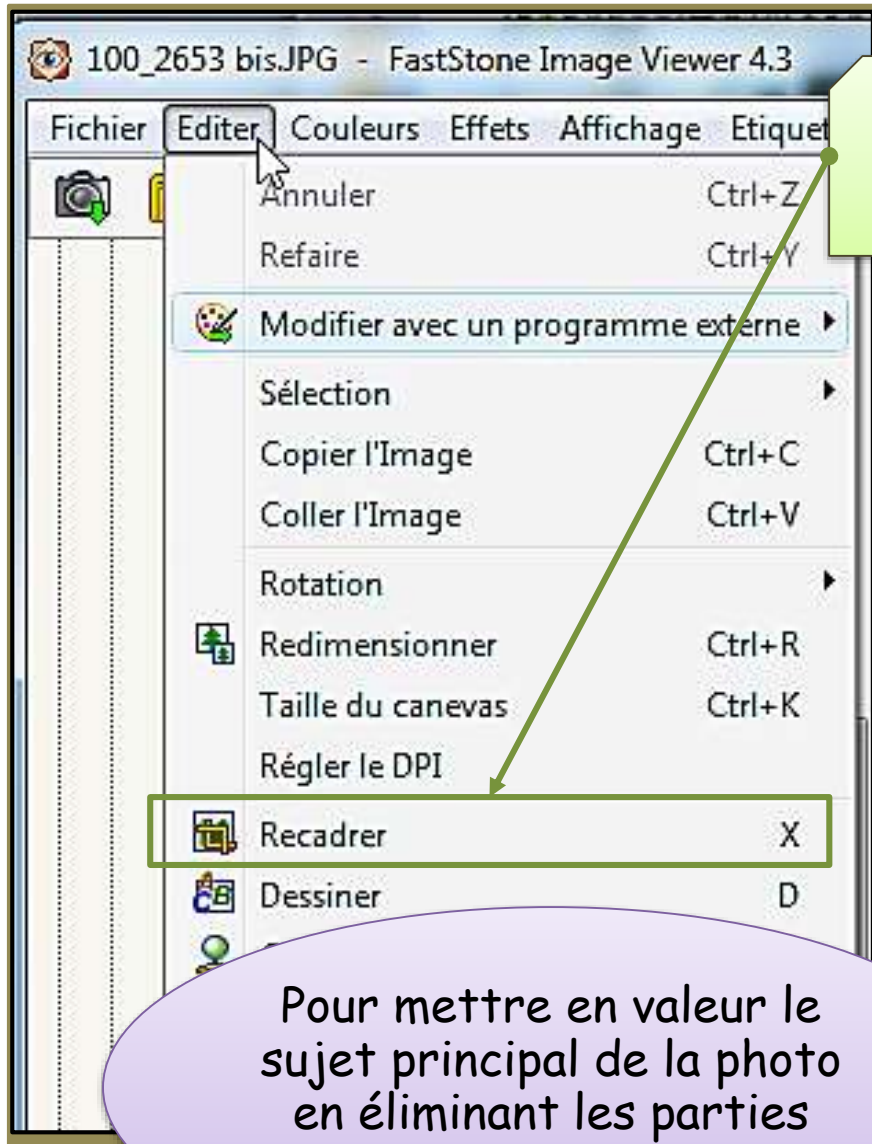 100_2653 bis.JPG - FastStone Image Viewer 4.3
Fichier Editer Couleurs Effets Affichage
Annuler Ctrl+Z
Refaire Ctrl+Y
Modifier avec un programme externe
Sélection
Copier l'Image Ctrl+C
Coller l'Image Ctrl+V
Rotation
Redimensionner Ctrl+R
Taille du canevas Ctrl+K
Régler le DPI
Recadrer X
Dessiner D
Pour mettre en valeur le
sujet principal de la photo
en éliminant les parties